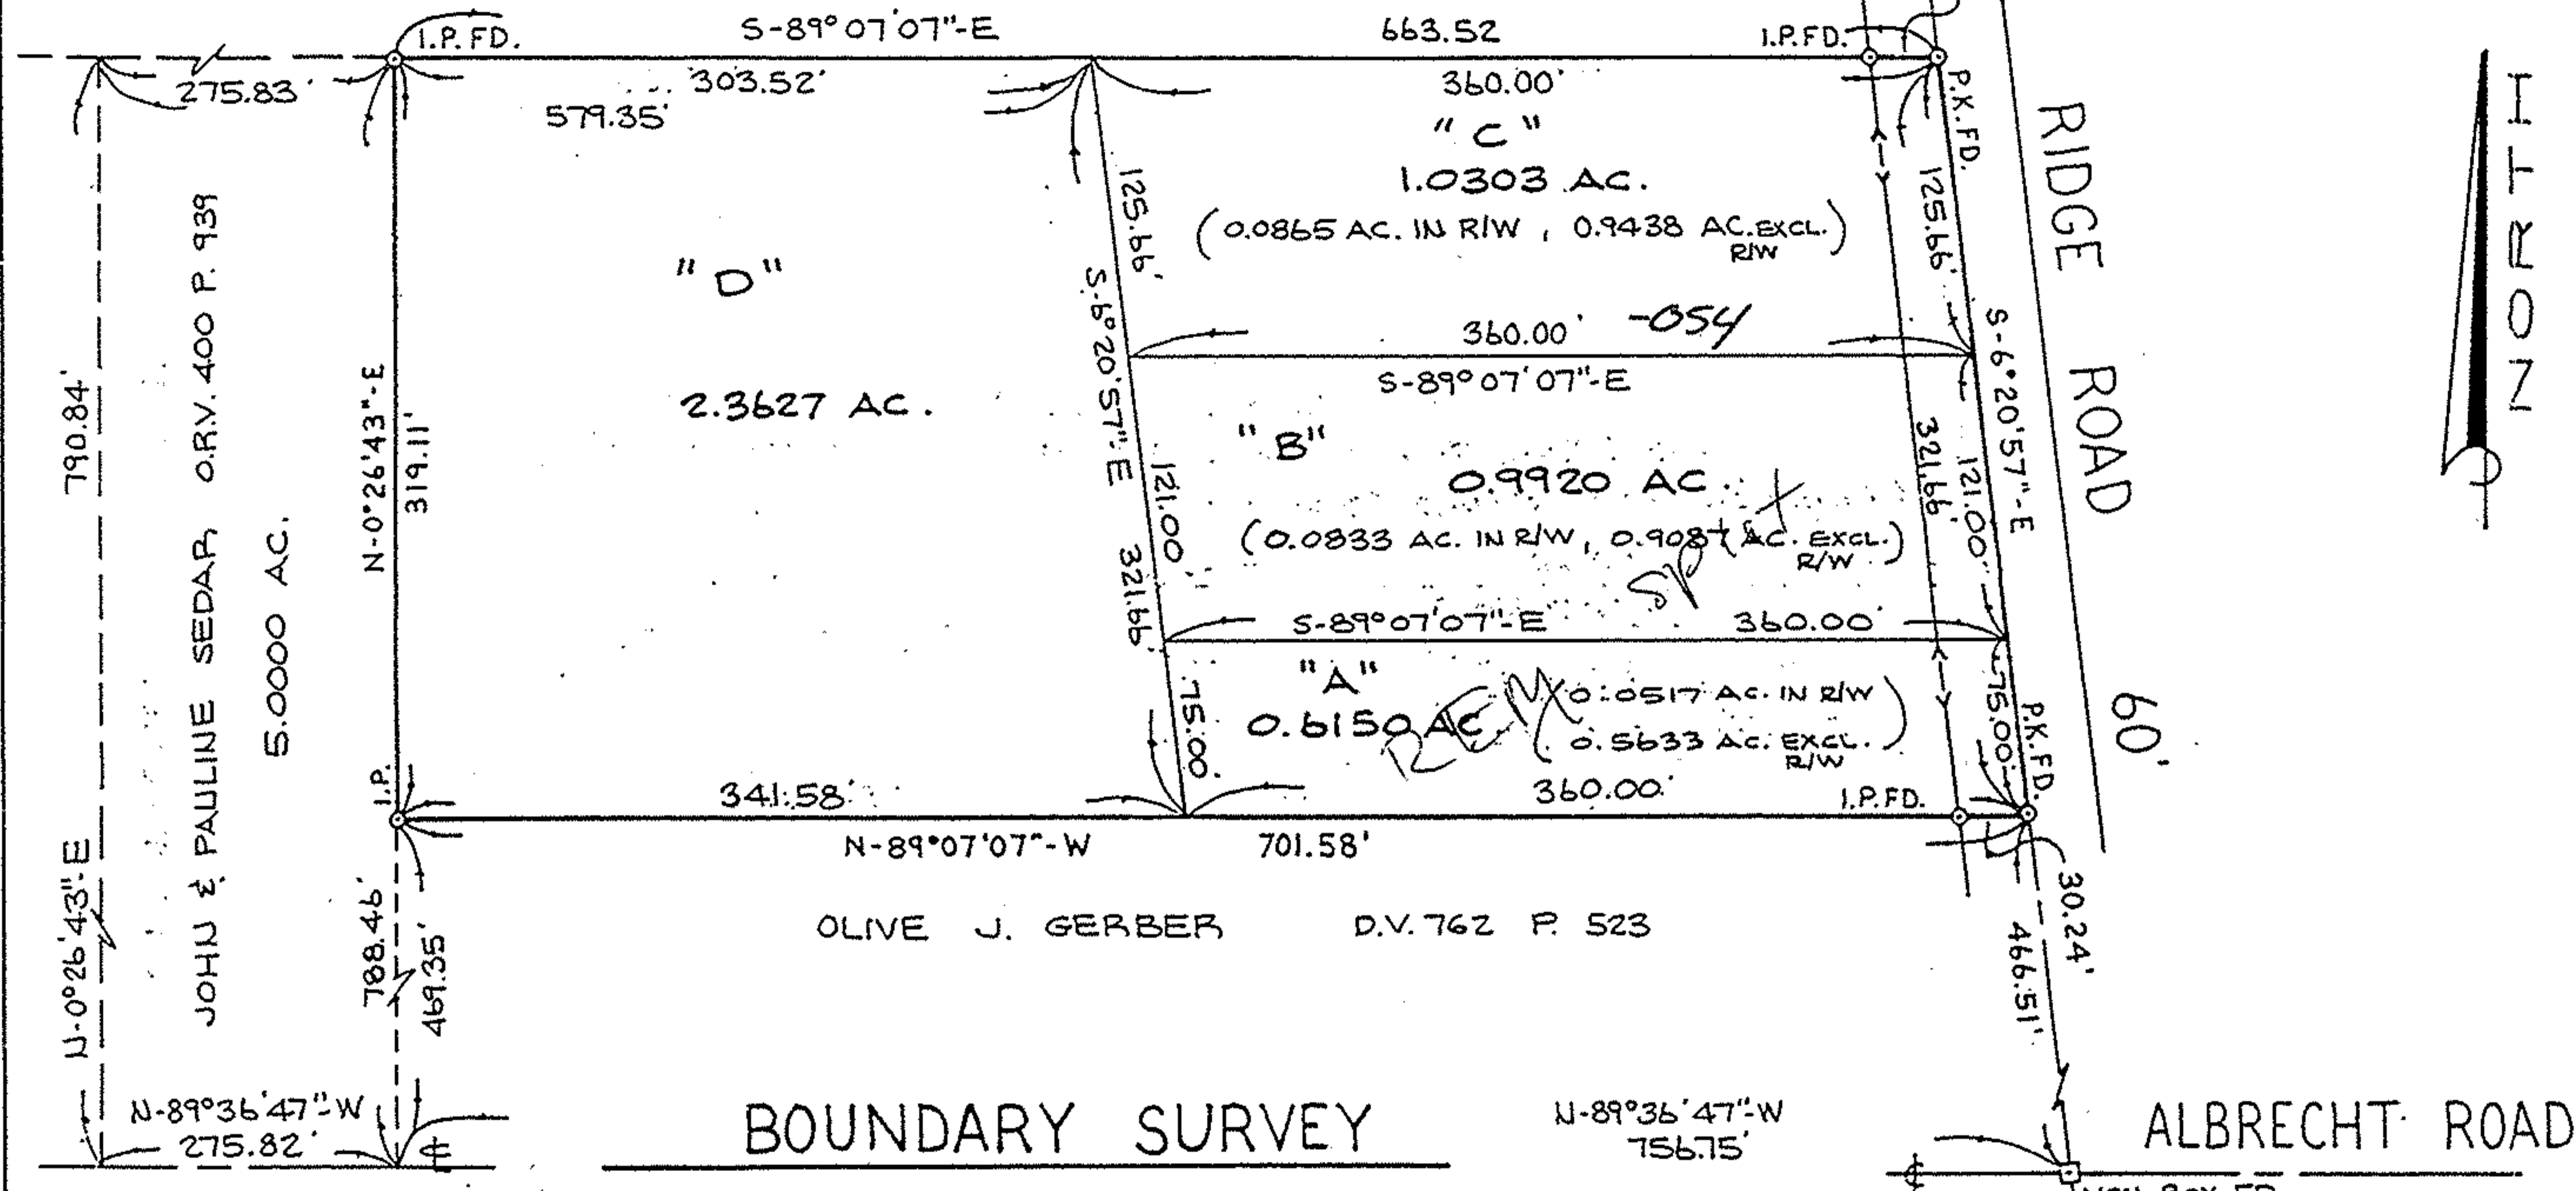 S-89°07'07"-E
663.52
I.P. FD.
I.P. FD.
275.83'
303.52'
360.00'
579.35'
P.K. FD.
"C"
1.0303 AC.
(0.0865 AC. IN R/W, 0.9438 AC. EXCL. R/W)
125.66'
125.66'
RIDGE ROAD
60'
NORTH
"D"
2.3627 AC.
S-6°20'57"-E
321.66'
360.00'
-054
S-89°07'07"-E
S-6°20'57"-E
321.66'
JOHN & PAULINE SEDAR O.R.V. 400 P. 939
5.0000 AC.
790.84'
N-0°26'43"-E
N-0°26'43"-E
319.11'
"B"
0.9920 AC.
(0.0833 AC. IN R/W, AC. EXCL. R/W)
121.00'
121.00'
SP
S-89°07'07"-E
360.00'
"A"
0.6150 AC
REM
(0.0517 AC. IN R/W
0.5633 AC. EXCL. R/W)
75.00'
75.00'
P.K. FD.
I.P.
341.58'
360.00'
I.P. FD.
N-89°07'07"-W
701.58'
30.24'
466.51'
788.46'
469.35'
OLIVE J. GERBER D.V. 762 P. 523
N-89°36'47"-W
275.82'
BOUNDARY SURVEY
N-89°36'47"-W
756.75'
ALBRECHT ROAD